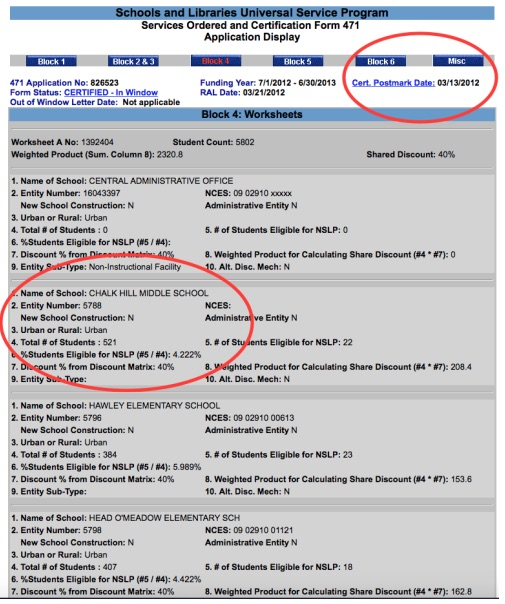 Schools and Libraries Universal Service Program
Services Ordered and Certification Form 471
Application Display
Block 1 Block 2 & 3 Block 4 Block 5 Block 6 Misc
471 Application No: 826523 Funding Year: 7/1/2012 - 6/30/2013 Cert. Postmark Date: 03/13/2012
Form Status: CERTIFIED - In Window RAL Date: 03/21/2012
Out of Window Letter Date: Not applicable
Block 4: Worksheets
Worksheet A No: 1392404 Student Count: 5802
Weighted Product (Sum. Column 8): 2320.8 Shared Discount: 40%
1. Name of School: CENTRAL ADMINISTRATIVE OFFICE
2. Entity Number: 16043397 NCES: 09 02910 xxxxx
New School Construction: N Administrative Entity N
3. Urban or Rural: Urban
4. Total # of Students : 0 5. # of Students Eligible for NSLP: 0
6. %Students Eligible for NSLP (#5 / #4):
7. Discount % from Discount Matrix: 40% 8. Weighted Product for Calculating Shared Discount (#4 * #7): 0
9. Entity Sub-Type: Non-Instructional Facility 10. Alt. Disc. Mech: N
1. Name of School: CHALK HILL MIDDLE SCHOOL
2. Entity Number: 5788 NCES:
New School Construction: N Administrative Entity N
3. Urban or Rural: Urban
4. Total # of Students : 521 5. # of Students Eligible for NSLP: 22
6. %Students Eligible for NSLP (#5 / #4): 4.222%
7. Discount % from Discount Matrix: 40% 8. Weighted Product for Calculating Shared Discount (#4 * #7): 208.4
9. Entity Sub-Type: 10. Alt. Disc. Mech: N
1. Name of School: HAWLEY ELEMENTARY SCHOOL
2. Entity Number: 5796 NCES: 09 02910 00613
New School Construction: N Administrative Entity N
3. Urban or Rural: Urban
4. Total # of Students : 384 5. # of Students Eligible for NSLP: 23
6. %Students Eligible for NSLP (#5 / #4): 5.989%
7. Discount % from Discount Matrix: 40% 8. Weighted Product for Calculating Shared Discount (#4 * #7): 153.6
9. Entity Sub-Type: 10. Alt. Disc. Mech: N
1. Name of School: HEAD O'MEADOW ELEMENTARY SCH
2. Entity Number: 5798 NCES: 09 02910 01121
New School Construction: N Administrative Entity N
3. Urban or Rural: Urban
4. Total # of Students : 407 5. # of Students Eligible for NSLP: 18
6. %Students Eligible for NSLP (#5 / #4): 4.422%
7. Discount % from Discount Matrix: 40% 8. Weighted Product for Calculating Shared Discount (#4 * #7): 162.8